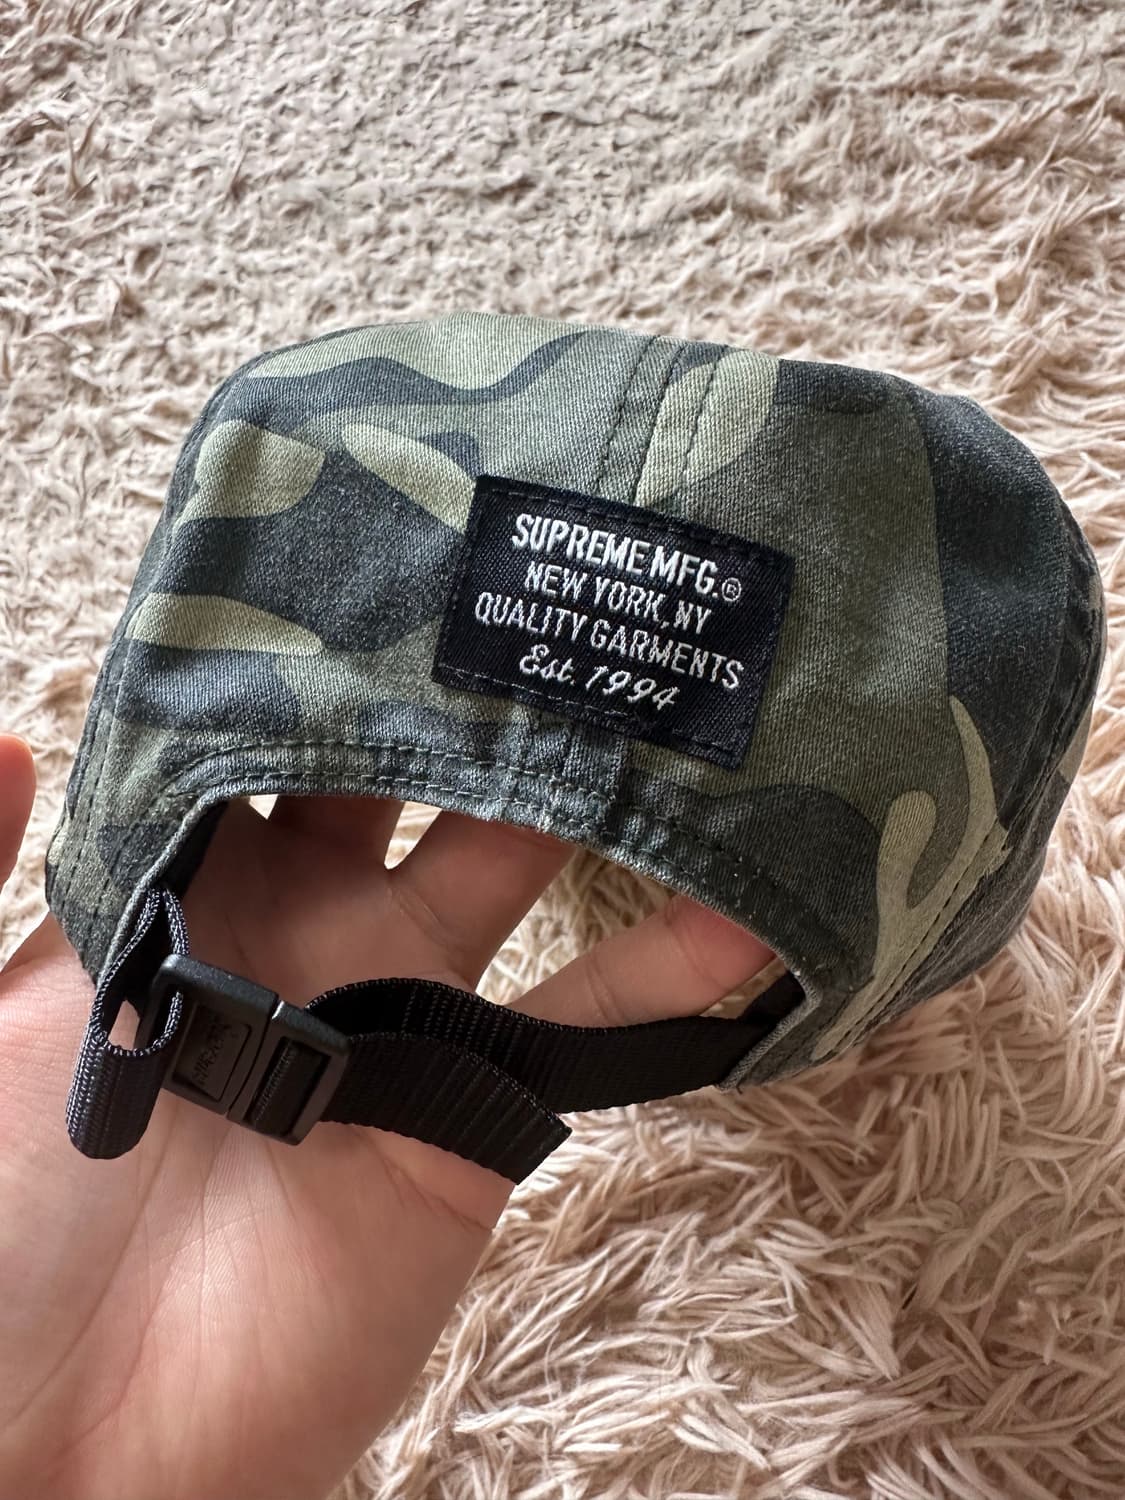 SUPREME MFG.®
NEW YORK, NY
QUALITY GARMENTS
Est. 1994